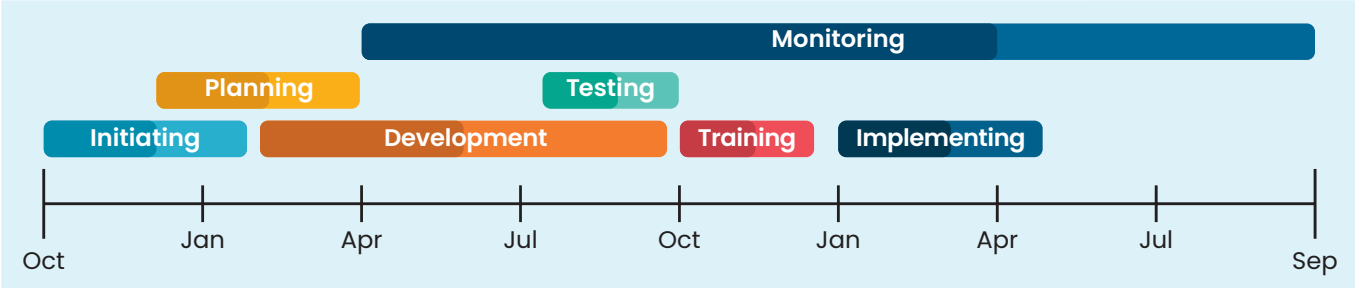 Monitoring
Planning Testing
Initiating Development Training Implementing
Jan Apr Jul Oct Jan Apr Jul
Oct Sep